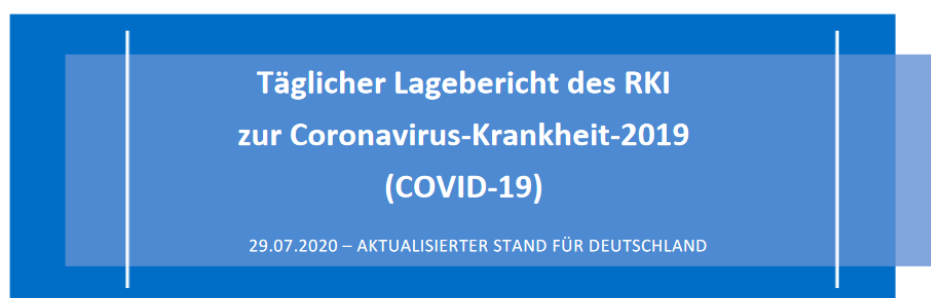 Täglicher Lagebericht des RKI
zur Coronavirus-Krankheit-2019
(COVID-19)
29.07.2020 – AKTUALISIERTER STAND FÜR DEUTSCHLAND